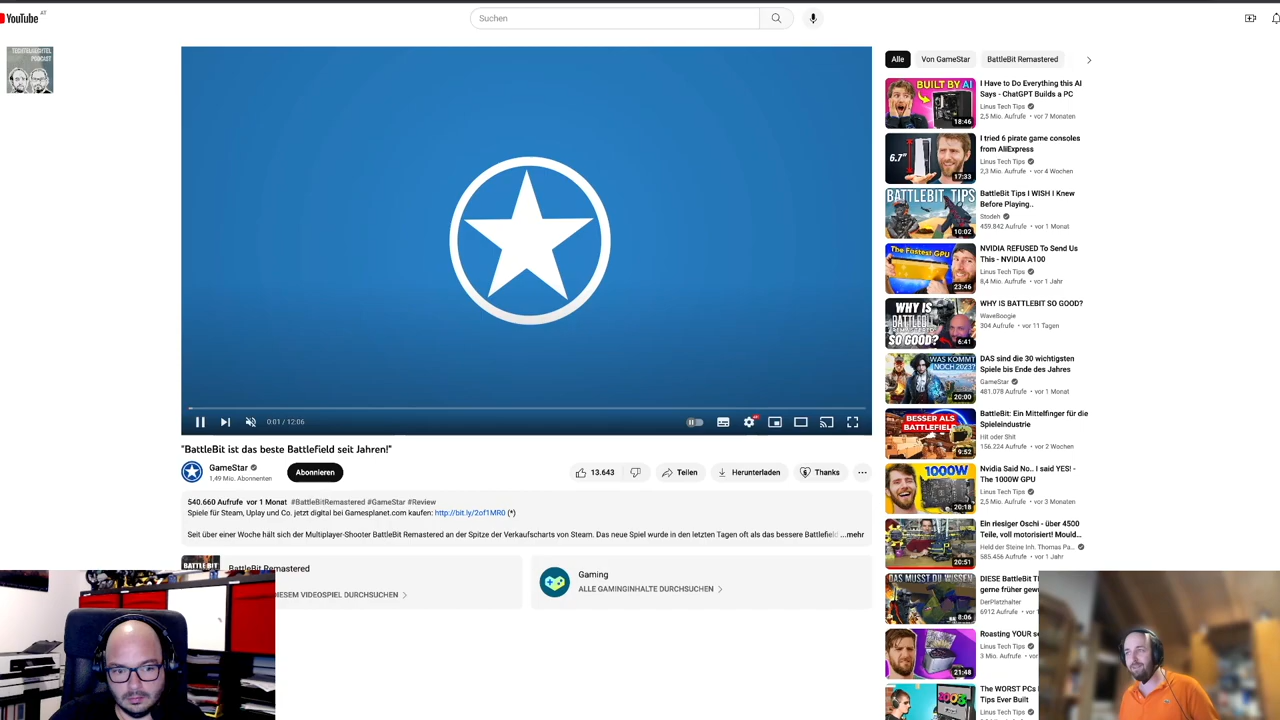 YouTube AT
Suchen
TECHTELMECHTEL
PODCAST
0:01 / 12:06
"BattleBit ist das beste Battlefield seit Jahren!"
GameStar
1,49 Mio. Abonnenten
Abonnieren
13.643
Teilen
Herunterladen
Thanks
540.660 Aufrufe vor 1 Monat #BattleBitRemastered #GameStar #Review
Spiele für Steam, Uplay und Co. jetzt digital bei Gamesplanet.com kaufen: http://bit.ly/2of1MR0 (*)
Seit über einer Woche hält sich der Multiplayer-Shooter BattleBit Remastered an der Spitze der Verkaufscharts von Steam. Das neue Spiel wurde in den letzten Tagen oft als das bessere Battlefield ...mehr
BATTLE BIT
BattleBit Remastered
DIESEM VIDEOSPIEL DURCHSUCHEN
Gaming
ALLE GAMINGINHALTE DURCHSUCHEN
Alle
Von GameStar
BattleBit Remastered
BUILT BY AI
18:46
I Have to Do Everything this AI
Says - ChatGPT Builds a PC
Linus Tech Tips
2,5 Mio. Aufrufe • vor 7 Monaten
6.7"
17:33
I tried 6 pirate game consoles
from AliExpress
Linus Tech Tips
2,3 Mio. Aufrufe • vor 4 Wochen
BATTLEBIT TIPS
10:02
BattleBit Tips I WISH I Knew
Before Playing..
Stodeh
459.842 Aufrufe • vor 1 Monat
The Fastest GPU
23:46
NVIDIA REFUSED To Send Us
This - NVIDIA A100
Linus Tech Tips
8,4 Mio. Aufrufe • vor 1 Jahr
WHY IS
BATTLEBIT
REMASTERED
SO GOOD?
6:41
WHY IS BATTLEBIT SO GOOD?
WaveBoogie
304 Aufrufe • vor 11 Tagen
WAS KOMMT
NOCH 2023?
20:00
DAS sind die 30 wichtigsten
Spiele bis Ende des Jahres
GameStar
481.078 Aufrufe • vor 1 Monat
BESSER ALS
BATTLEFIELD
9:52
BattleBit: Ein Mittelfinger für die
Spieleindustrie
Hit oder Shit
156.224 Aufrufe • vor 2 Wochen
1000W
20:18
Nvidia Said No.. I said YES! -
The 1000W GPU
Linus Tech Tips
2,5 Mio. Aufrufe • vor 3 Monaten
20:51
Ein riesiger Oschi - über 4500
Teile, voll motorisiert! Mould...
Held der Steine Inh. Thomas Pa...
585.456 Aufrufe • vor 1 Jahr
DAS MUSST DU WISSEN
8:06
DIESE BattleBit
gerne früher gew
DerPlatzhalter
6912 Aufrufe
21:48
Roasting YOUR se
Linus Tech Tips
3 Mio. Aufrufe
2003
The WORST PCs
Tips Ever Built
Linus Tech Tips